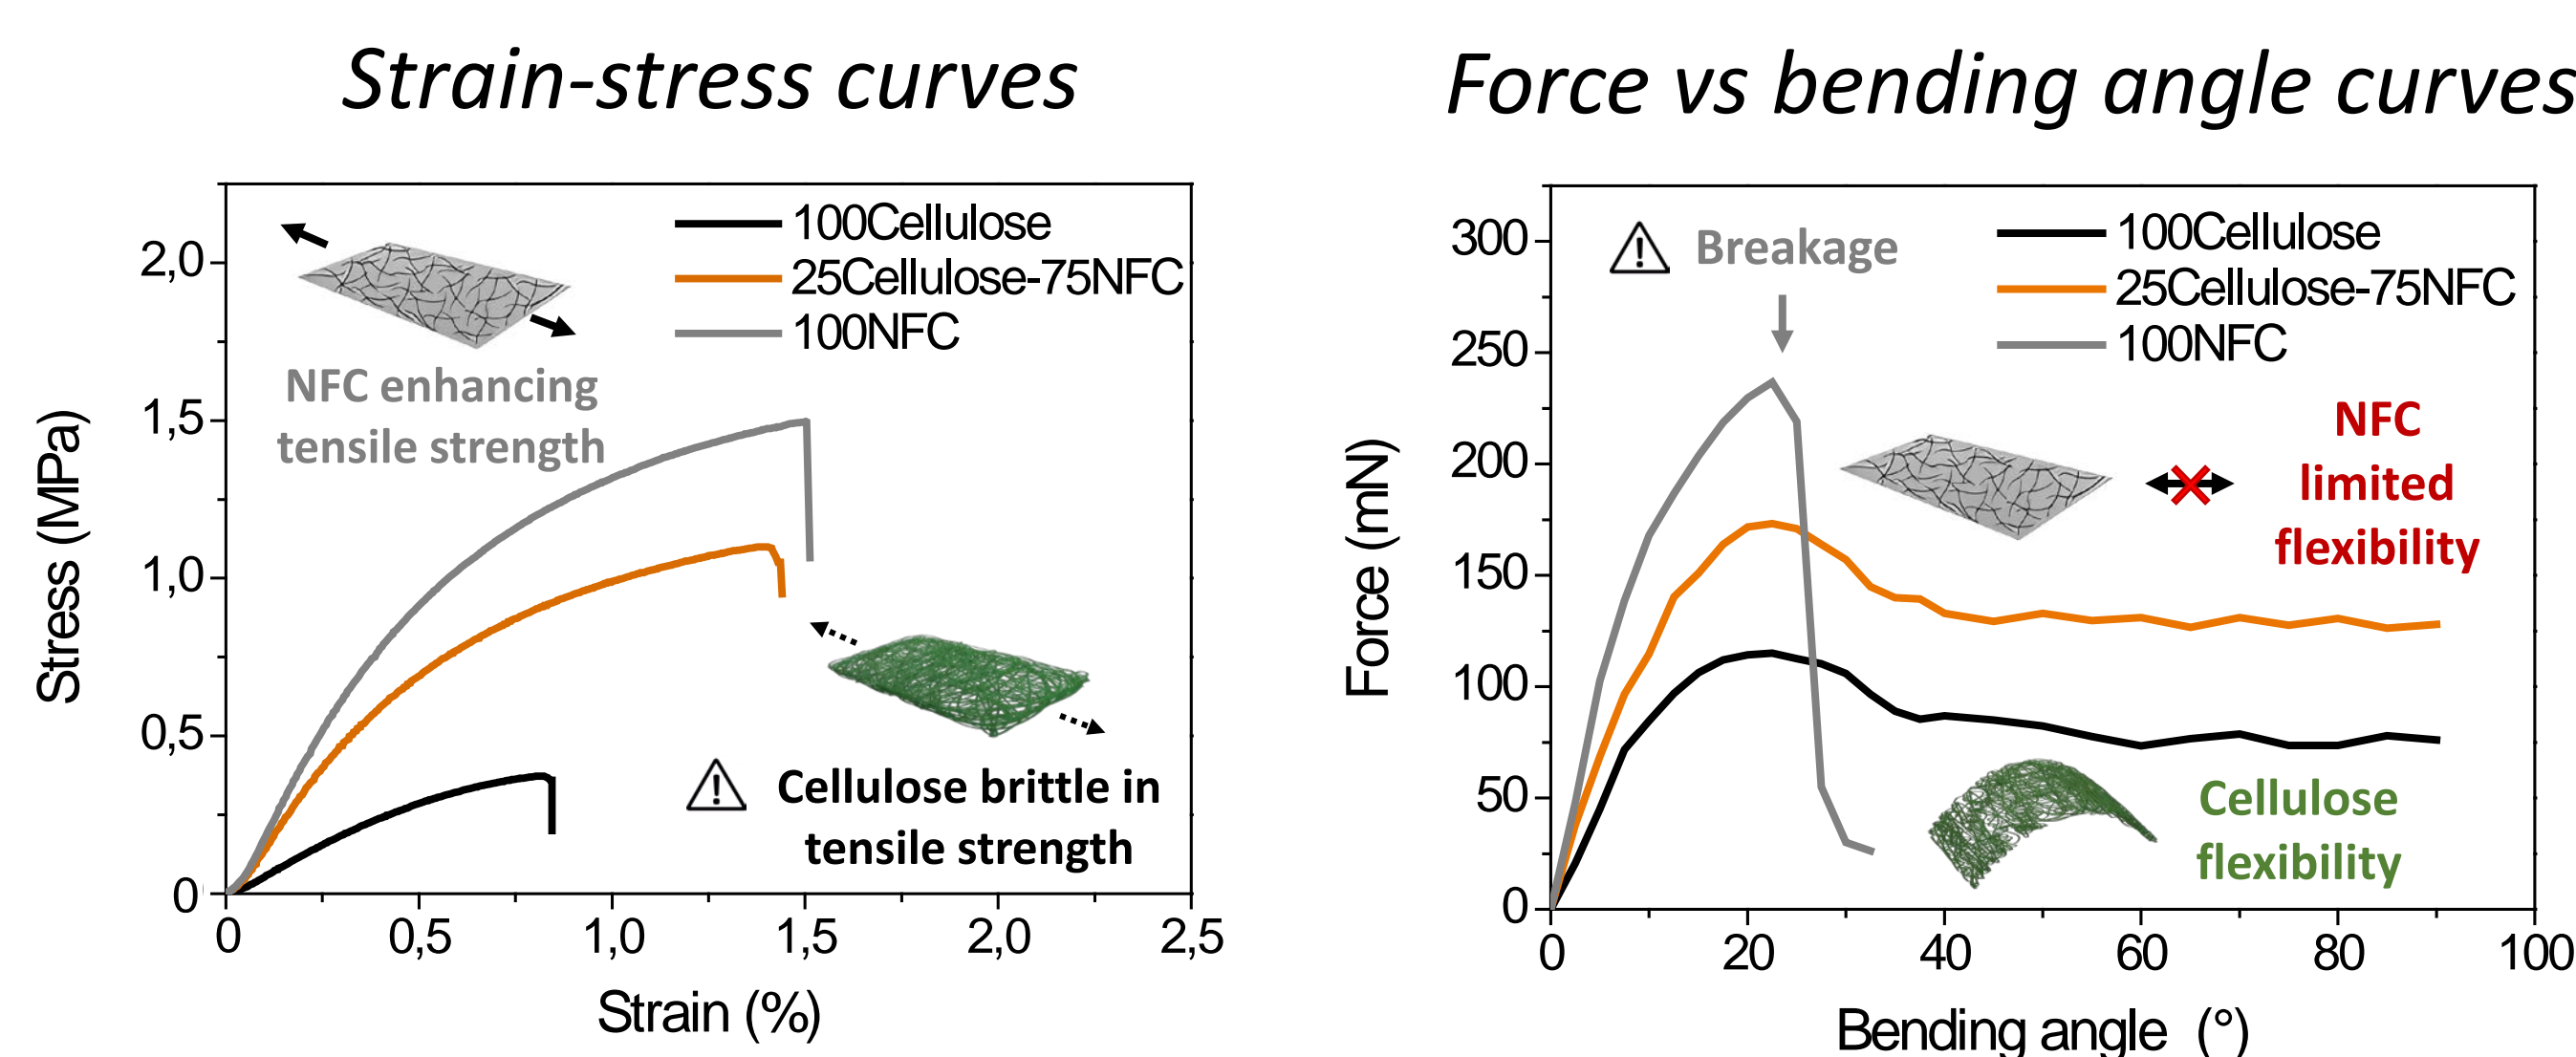 Strain-stress curves
Stress (MPa)
2,0
1,5
1,0
0,5
0
0
0,5
1,0
1,5
2,0
2,5
Strain (%)
100Cellulose
25Cellulose-75NFC
100NFC
NFC enhancing
tensile strength
Cellulose brittle in
tensile strength
Force vs bending angle curves
Force (mN)
300
250
200
150
100
50
0
0
20
40
60
80
100
Bending angle (°)
Breakage
100Cellulose
25Cellulose-75NFC
100NFC
NFC
limited
flexibility
Cellulose
flexibility